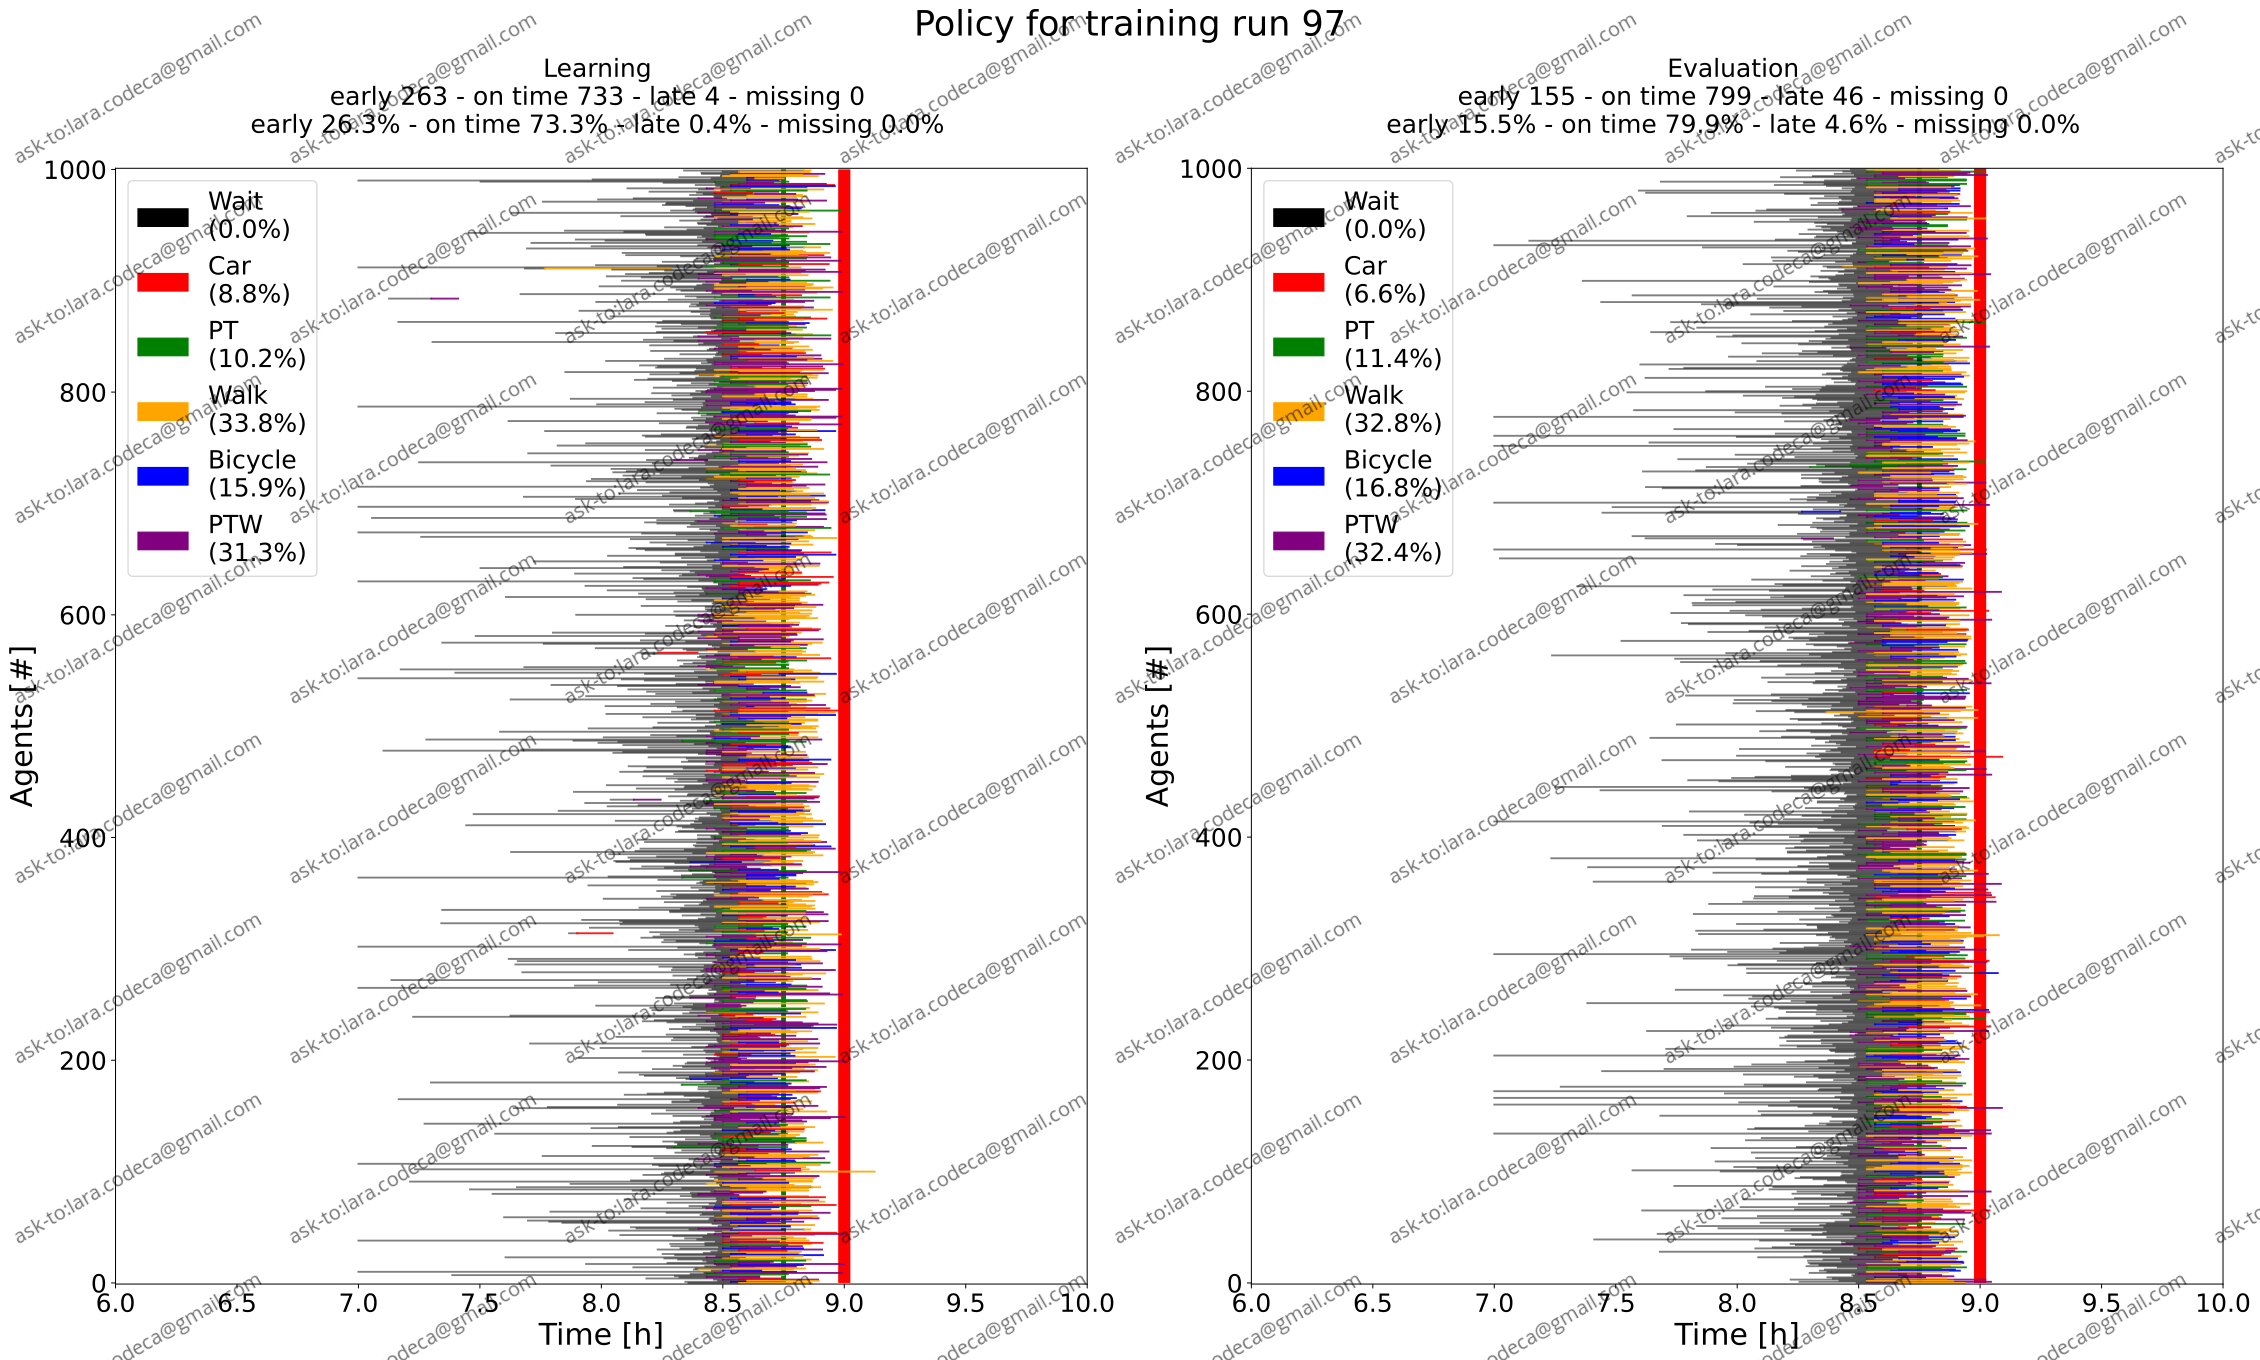 Policy for training run 97
Learning
early 263 - on time 733 - late 4 - missing 0
early 26.3% - on time 73.3% - late 0.4% - missing 0.0%
1000
800
600
400
200
0
Agents [#]
Wait
(0.0%)
Car
(8.8%)
PT
(10.2%)
Walk
(33.8%)
Bicycle
(15.9%)
PTW
(31.3%)
6.0 6.5 7.0 7.5 8.0 8.5 9.0 9.5 10.0
Time [h]
Evaluation
early 155 - on time 799 - late 46 - missing 0
early 15.5% - on time 79.9% - late 4.6% - missing 0.0%
1000
800
600
400
200
0
Agents [#]
Wait
(0.0%)
Car
(6.6%)
PT
(11.4%)
Walk
(32.8%)
Bicycle
(16.8%)
PTW
(32.4%)
6.0 6.5 7.0 7.5 8.0 8.5 9.0 9.5 10.0
Time [h]
ask-to:lara.codeca@gmail.com